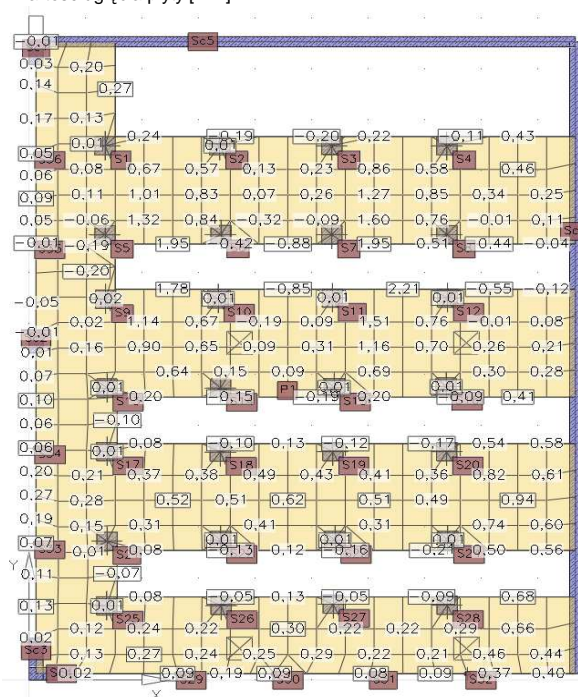 -0,01 Sc5
0,03 0,20
0,14 0,27
0,17 0,13
0,24 -0,19 -0,20 0,22 -0,11 0,43
0,05 0,01 0,01
S1 S2 S3 S4
0,06 0,08 0,67 0,57 0,13 0,23 0,86 0,58 0,46
0,09 0,11 1,01 0,83 0,07 0,26 1,27 0,85 0,34 0,25
0,05 -0,06 1,32 0,84 -0,32 -0,09 1,60 0,76 -0,01 0,11
-0,01 -0,19 S5 1,95 -0,42 -0,88 S7 1,95 0,51 -0,44 -0,04
-0,20
1,78 -0,85 2,21 -0,55 -0,12
-0,05 0,02 0,01 0,01 0,01
S9 S10 S11 S12
-0,02 1,14 0,67 -0,19 0,09 1,51 0,76 -0,01 0,08
-0,01
0,01 0,16 0,90 0,65 0,09 0,31 1,16 0,70 0,26 0,21
0,07 0,64 0,15 0,09 0,69 0,30 0,28
0,01 P1 0,01 0,01
0,10 0,20 -0,15 -0,19 0,20 -0,09 0,41
0,06 -0,10
0,06 0,01 0,08 -0,10 0,13 -0,12 -0,17 0,54 0,58
S17 S18 S19 S20
0,20 0,21 0,37 0,38 0,49 0,43 0,41 0,36 0,82 0,61
0,27 0,28 0,52 0,51 0,62 0,51 0,49 0,94
0,19 0,15 0,31 0,41 0,31 0,74 0,60
0,07 0,01 0,01 0,01
-0,01 0,08 -0,13 0,12 -0,16 0,50 0,56
Y 0,11 -0,07
0,08 -0,05 0,13 -0,05 -0,09 0,68
0,13 0,01
S25 S26 S27 S28
0,02 0,12 0,24 0,22 0,30 0,22 0,22 0,29 0,66
Sc3 0,13 0,27 0,24 0,25 0,29 0,22 0,21 0,46 0,44
0,02 X 0,09 0,19 0,09 0,08 0,09 0,37 0,40